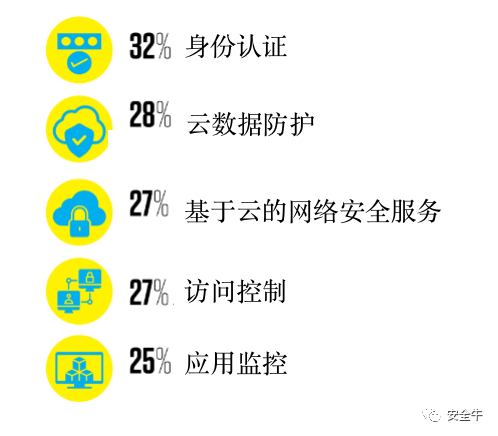 32% 身份认证
28% 云数据防护
27% 基于云的网络安全服务
27% 访问控制
25% 应用监控
安全牛